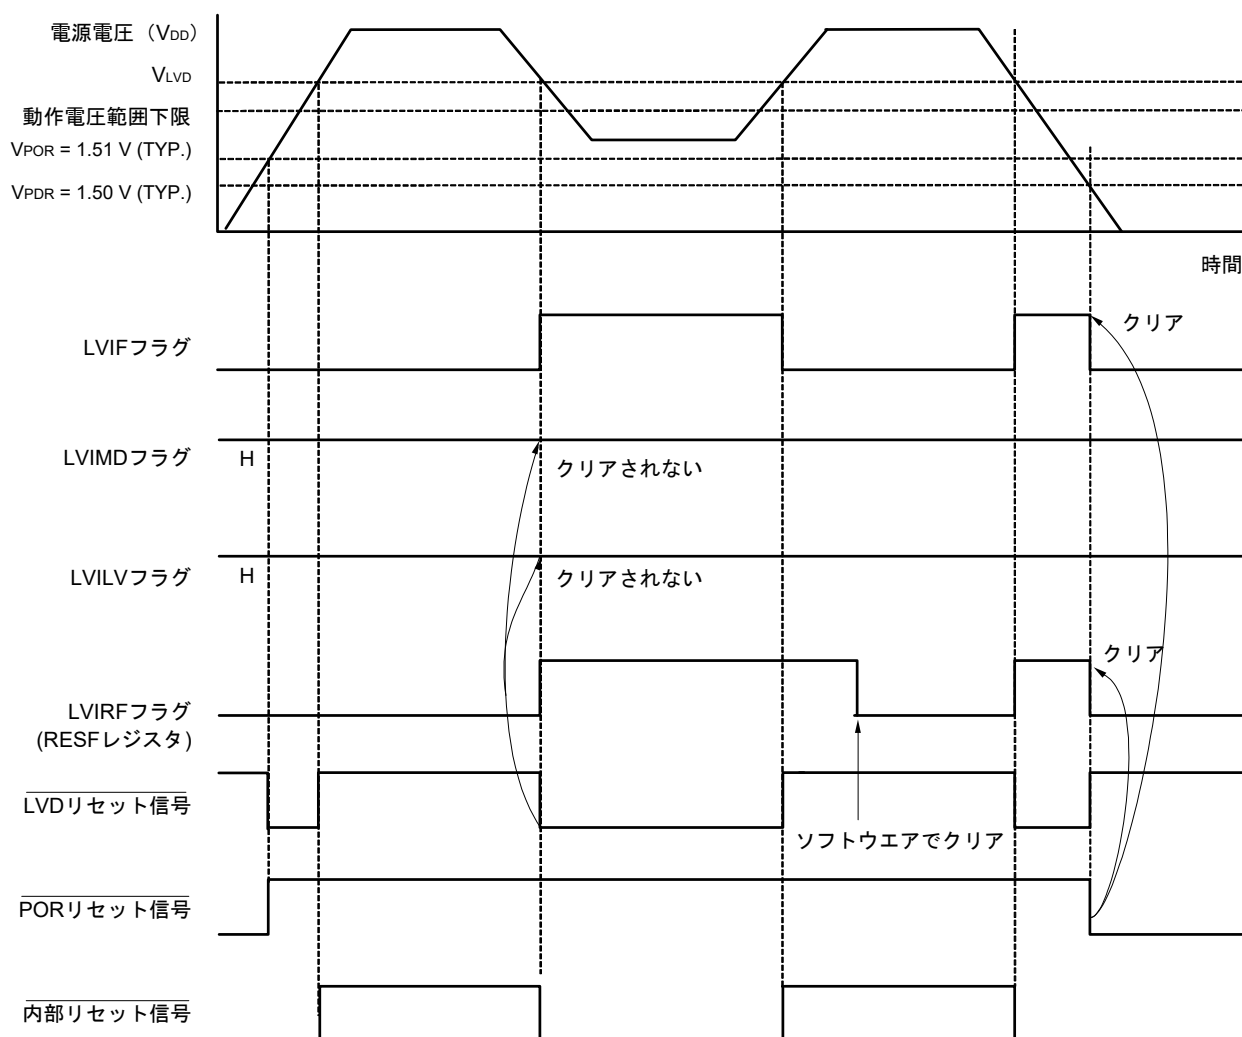 電源電圧（VDD）
VLVD
動作電圧範囲下限
VPOR = 1.51 V (TYP.)
VPDR = 1.50 V (TYP.)
時間
クリア
LVIFフラグ
LVIMDフラグ
H
クリアされない
LVILVフラグ
H
クリアされない
クリア
LVIRFフラグ
(RESFレジスタ)
LVDリセット信号
ソフトウエアでクリア
PORリセット信号
内部リセット信号